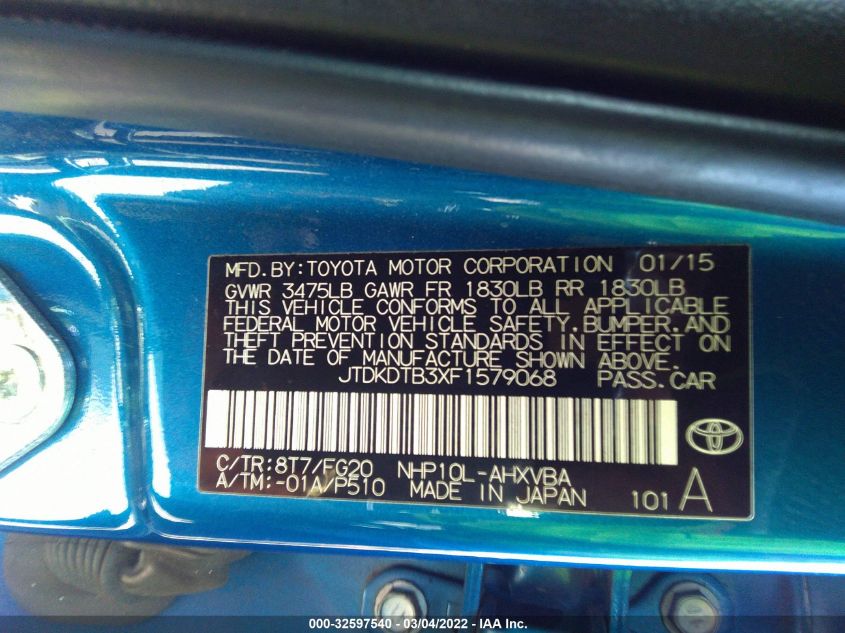 MFD.BY:TOYOTA MOTOR CORPORATION 01/15
GVWR 3475LB GAWR FR 1830LB RR 1830LB
THIS VEHICLE CONFORMS TO ALL APPLICABLE
FEDERAL MOTOR VEHICLE SAFETY,BUMPER,AND
THEFT PREVENTION STANDARDS IN EFFECT ON
THE DATE OF MANUFACTURE SHOWN ABOVE.
JTDKDTB3XF1579068 PASS.CAR
C/TR:8T7/FG20 NHP10L-AHXVBA
A/TM:-01A/P510 MADE IN JAPAN 101 A
000-32597540 - 03/04/2022 - IAA Inc.